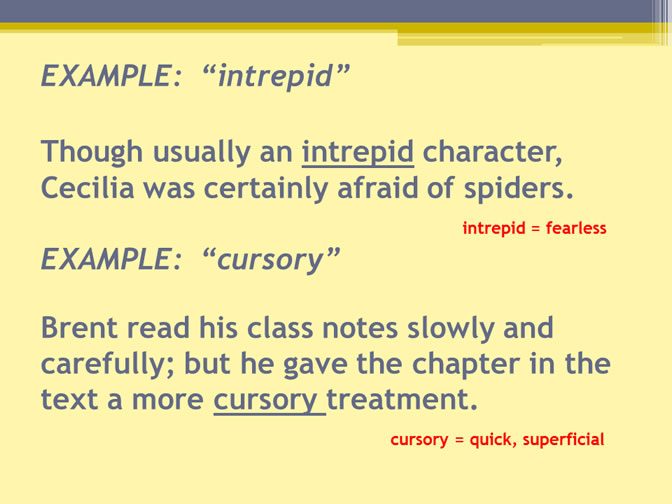 EXAMPLE: “intrepid”
Though usually an intrepid character,
Cecilia was certainly afraid of spiders.
intrepid = fearless
EXAMPLE: “cursory”
Brent read his class notes slowly and
carefully; but he gave the chapter in the
text a more cursory treatment.
cursory = quick, superficial